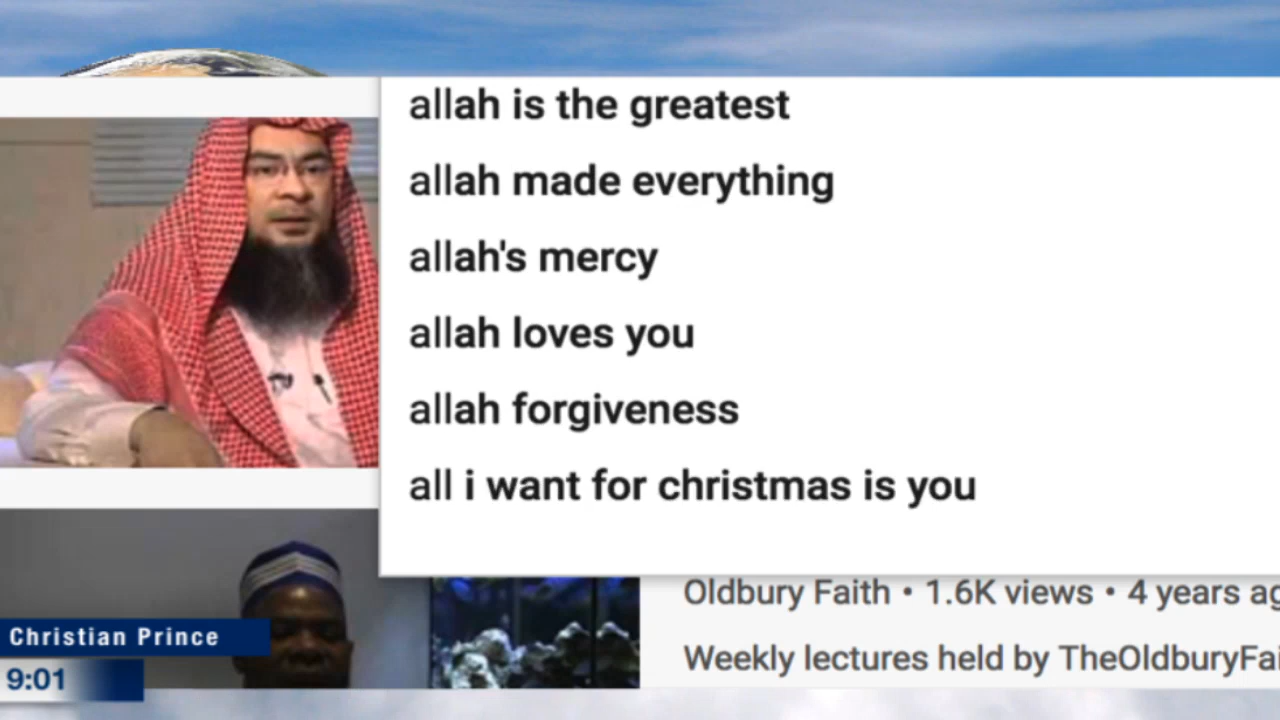 allah is the greatest
allah made everything
allah's mercy
allah loves you
allah forgiveness
all i want for christmas is you
Oldbury Faith • 1.6K views • 4 years ag
Weekly lectures held by TheOldburyFai
Christian Prince
9:01